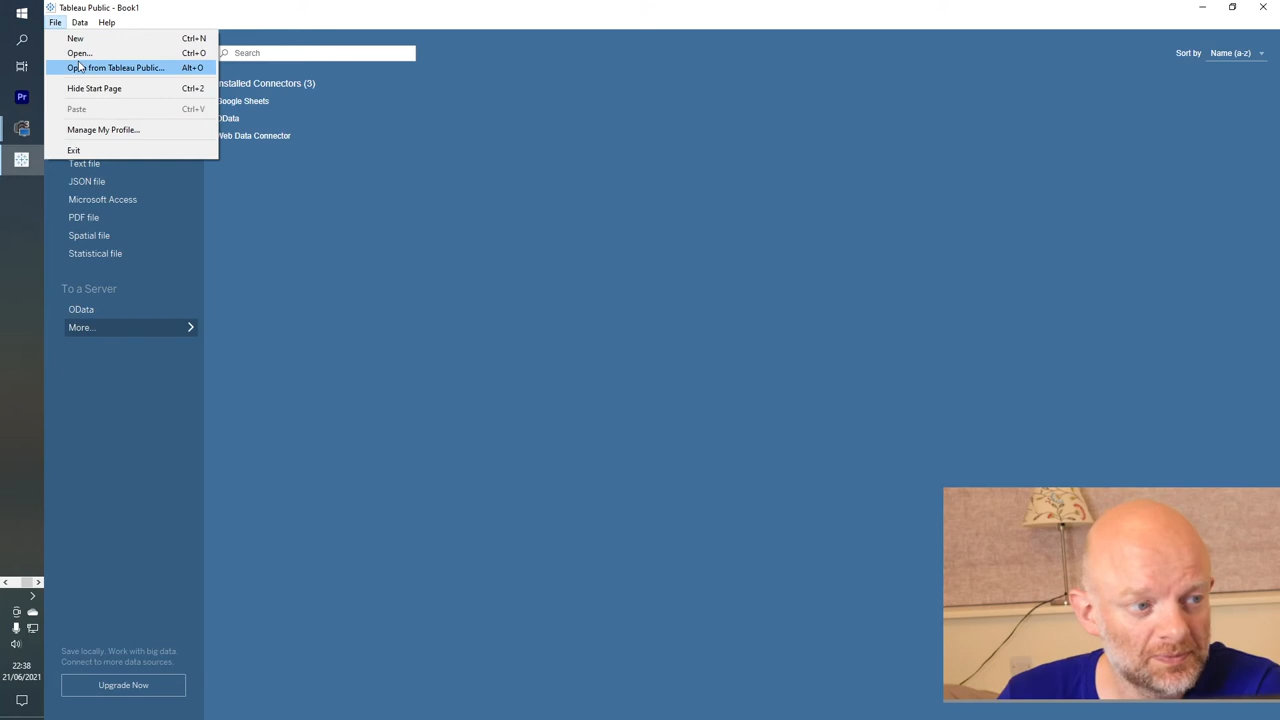 Tableau Public - Book1
File Data Help
New Ctrl+N
Open... Ctrl+O
from Tableau Public... Alt+O
Hide Start Page Ctrl+2
Paste Ctrl+V
Manage My Profile...
Exit
Search
Sort by Name (a-z)
Installed Connectors (3)
Google Sheets
OData
Web Data Connector
Text file
JSON file
Microsoft Access
PDF file
Spatial file
Statistical file
To a Server
OData
More...
Save locally. Work with big data.
Connect to more data sources.
Upgrade Now
Pr
22:38
21/06/2021